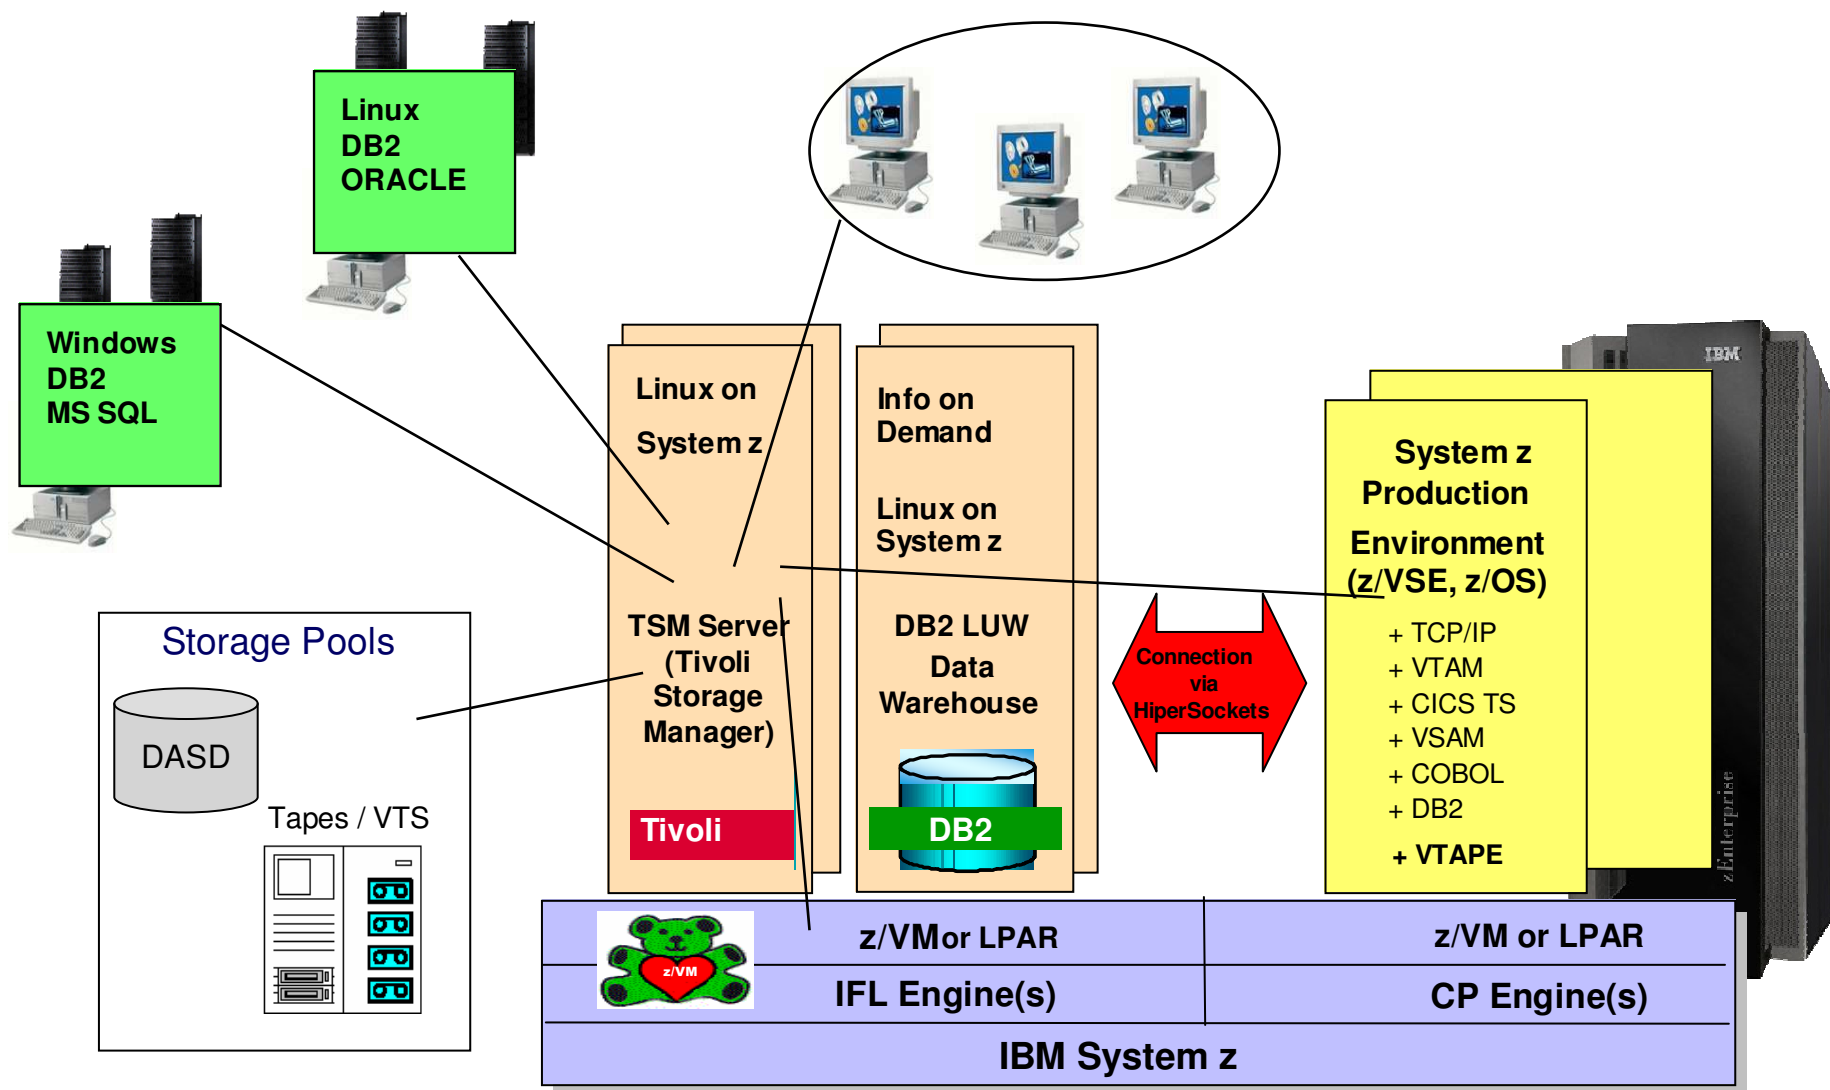 Linux
DB2
ORACLE
Windows
DB2
MS SQL
Storage Pools
DASD
Tapes / VTS
Linux on
System z
TSM Server
(Tivoli
Storage
Manager)
Tivoli
Info on
Demand
Linux on
System z
DB2 LUW
Data
Warehouse
DB2
Connection
via
HiperSockets
IBM
System z
Production
Environment
(z/VSE, z/OS)
+ TCP/IP
+ VTAM
+ CICS TS
+ VSAM
+ COBOL
+ DB2
+ VTAPE
zEnterprise
z/VM
z/VM or LPAR
z/VM or LPAR
IFL Engine(s)
CP Engine(s)
IBM System z